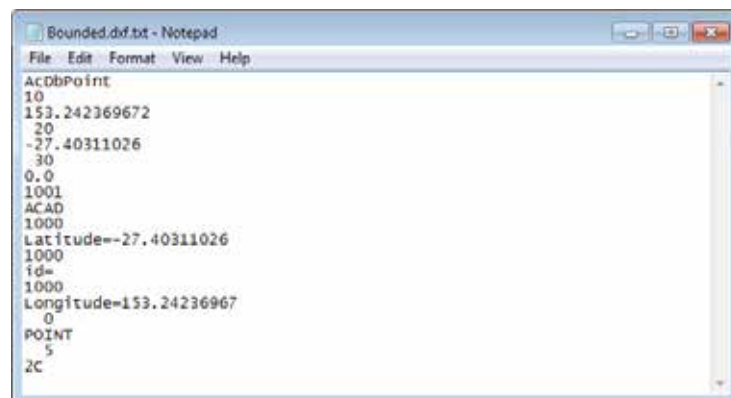 Bounded.dxf.txt - Notepad
File Edit Format View Help
AcDbPoint
10
153.242369672
20
-27.40311026
30
0.0
1001
ACAD
1000
Latitude=-27.40311026
1000
id=
1000
Longitude=153.24236967
0
POINT
5
2C